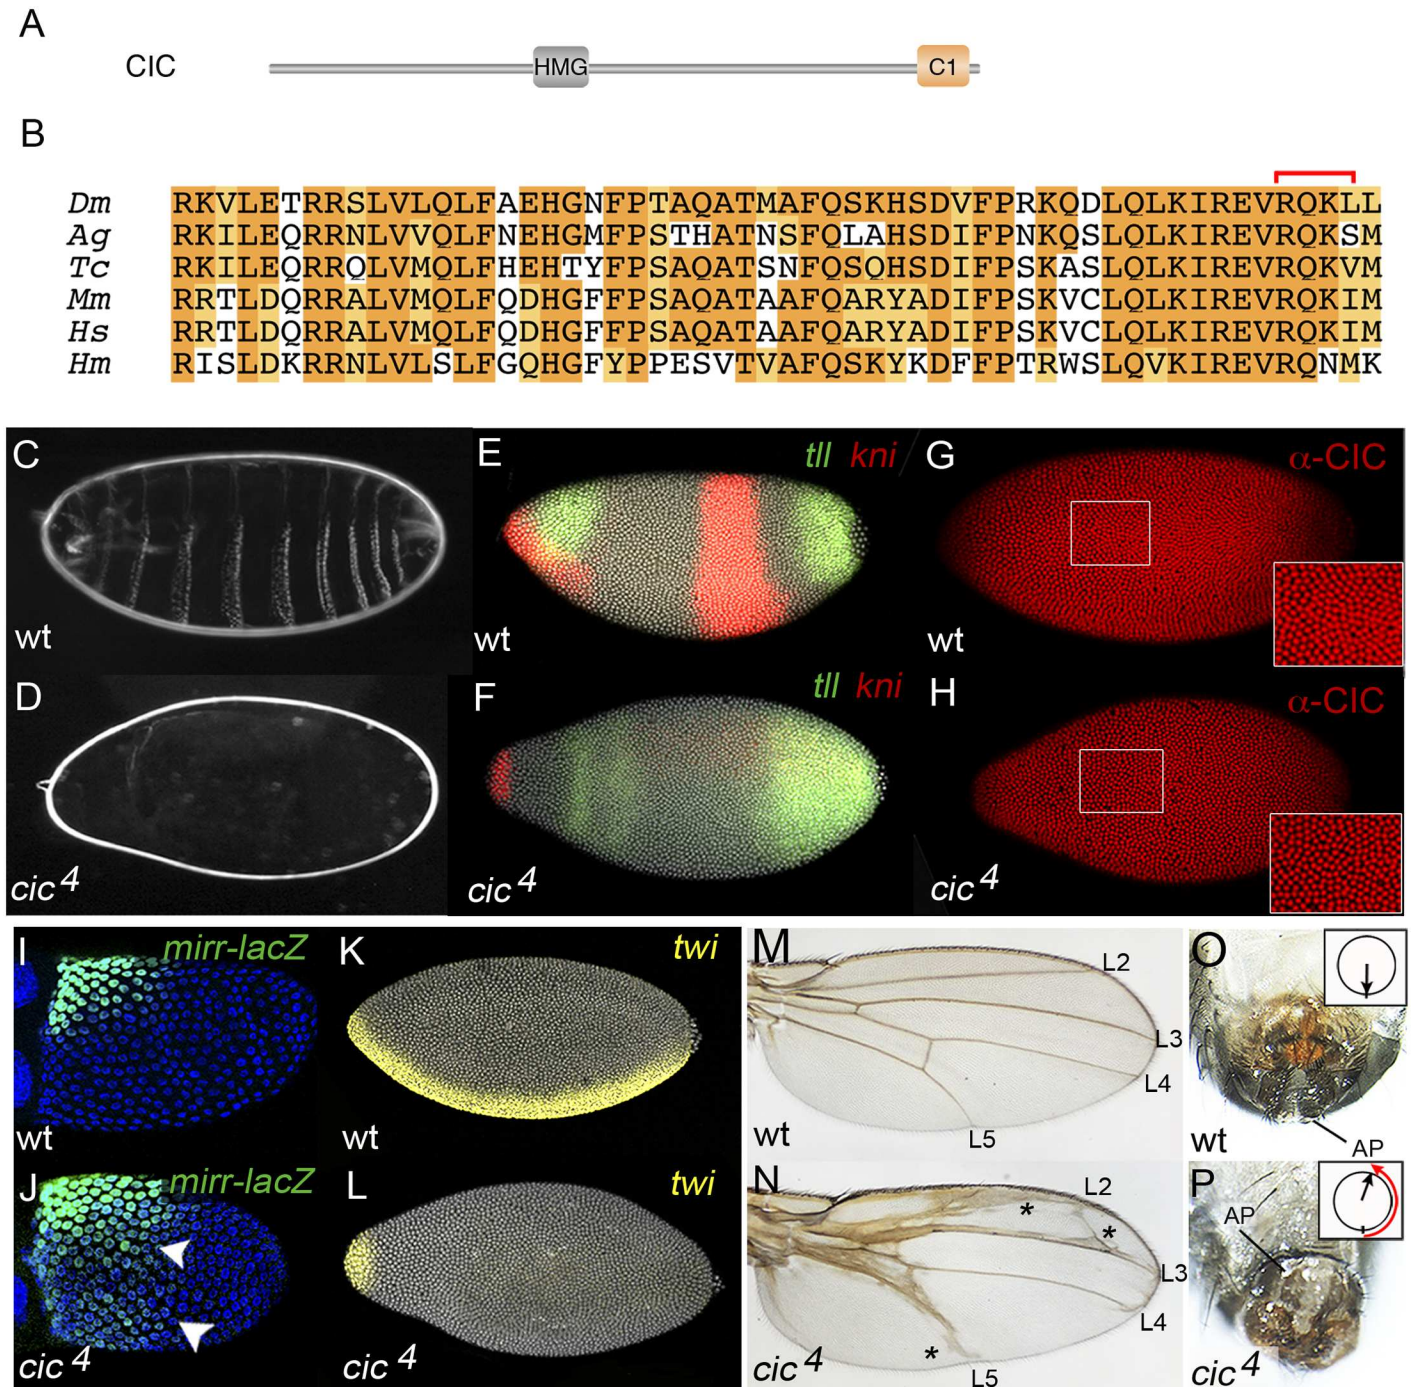 A
CIC HMG C1
B
Dm RKVLETRRSLVLQLFAEHGNFPTAQATMAFQSKHSDVFPRKQDLQLKIREVRQKLL
Ag RKILEQRRNLVVQLFNEHGMFPSTHATNSFQLAHSDIFPNKQSLQLKIREVRQKSM
Tc RKILEQRRQLVMQLFHEHTYFPSAQATSNFQSQHSDIFPSKASLQLKIREVRQKVM
Mm RRTLDQRRALVMQLFQDHGFFPSAQATAAFQARYADIFPSKVCLQLKIREVRQKIM
Hs RRTLDQRRALVMQLFQDHGFFPSAQATAAFQARYADIFPSKVCLQLKIREVRQKIM
Hm RISLDKRRNLVLSLFGQHGFYPPESVTVAFQSKYKDFFPTRWSLQVKIREVRQNMK
C
wt
E tll kni
wt
G α-CIC
wt
D
cic 4
F tll kni
cic 4
H α-CIC
cic 4
I mirr-lacZ
wt
K twi
wt
M L2
L3
L4
L5
wt
O
AP
wt
J mirr-lacZ
cic 4
L twi
cic 4
N L2
* *
L3
L4
*
L5
cic 4
P
AP
cic 4